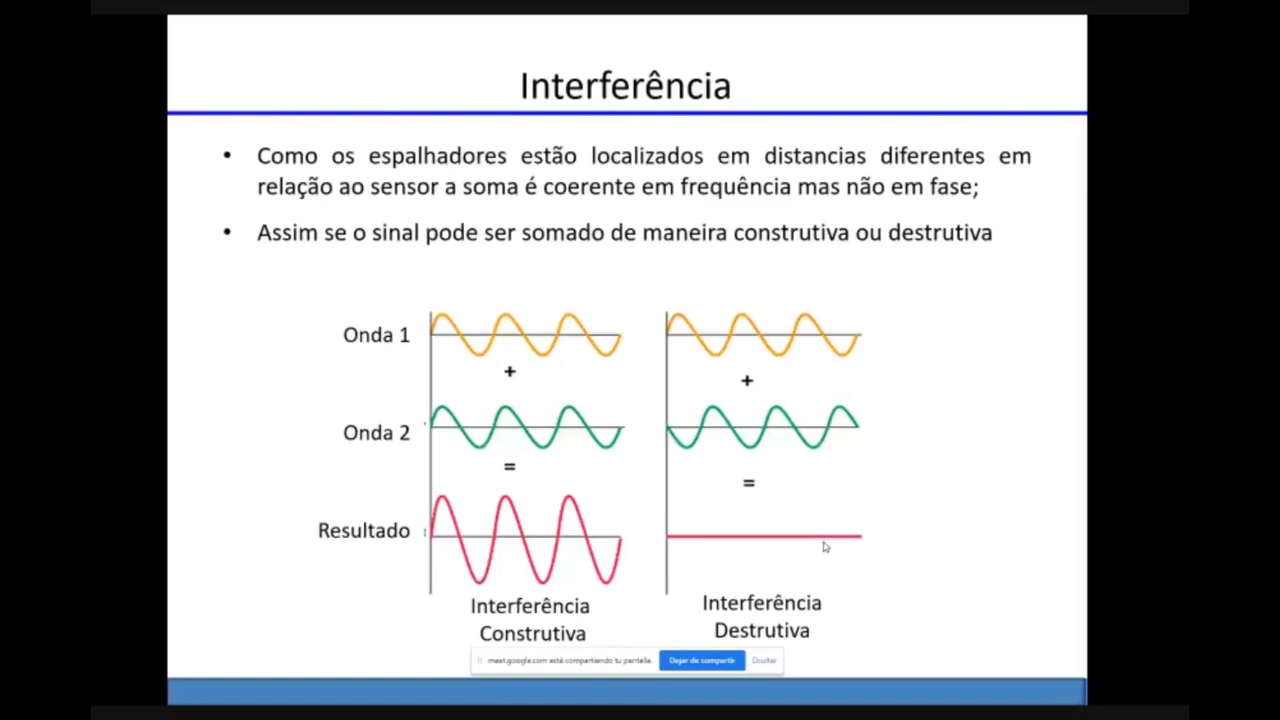 Interferência
• Como os espalhadores estão localizados em distancias diferentes em
relação ao sensor a soma é coerente em frequência mas não em fase;
• Assim se o sinal pode ser somado de maneira construtiva ou destrutiva
Onda 1
+
+
Onda 2
=
=
Resultado
Interferência
Construtiva
Interferência
Destrutiva
meet.google.com está compartiendo tu pantalla. Dejar de compartir Ocultar